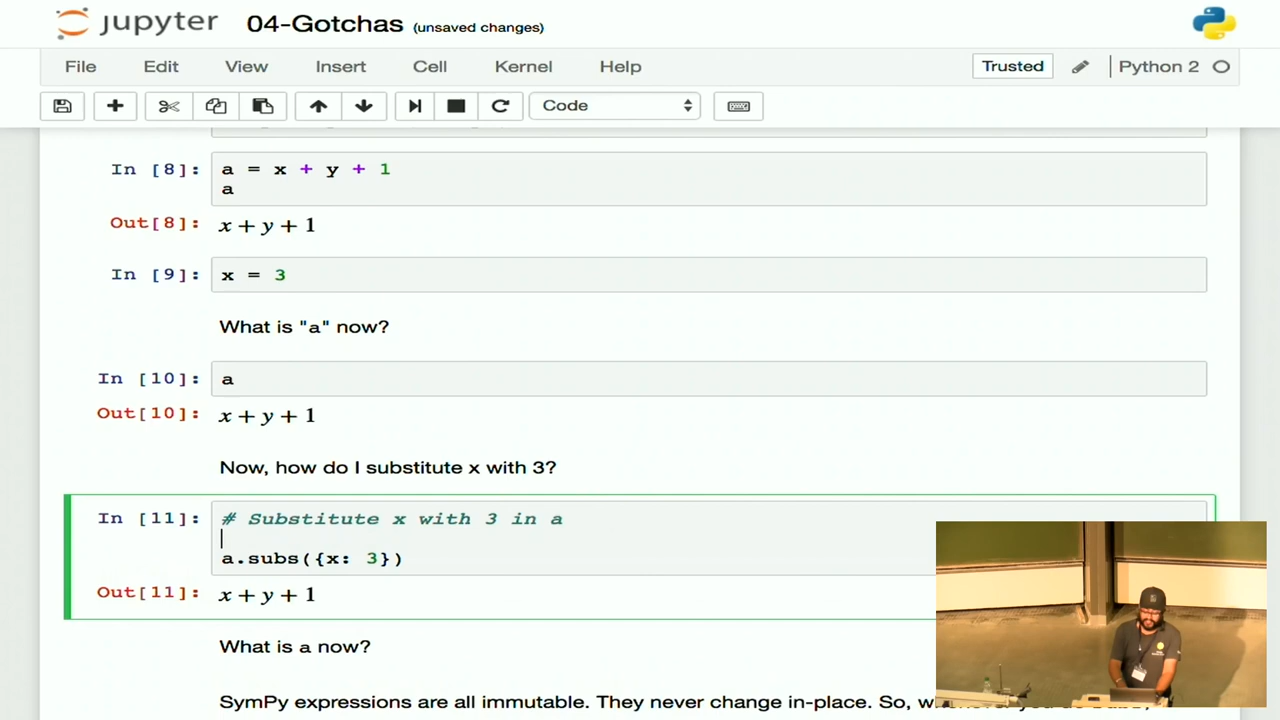 jupyter 04-Gotchas (unsaved changes)
File Edit View Insert Cell Kernel Help Trusted Python 2
Code
In [8]: a = x + y + 1
a
Out[8]: x + y + 1
In [9]: x = 3
What is "a" now?
In [10]: a
Out[10]: x + y + 1
Now, how do I substitute x with 3?
In [11]: # Substitute x with 3 in a
a.subs({x: 3})
Out[11]: x + y + 1
What is a now?
SymPy expressions are all immutable. They never change in-place. So,